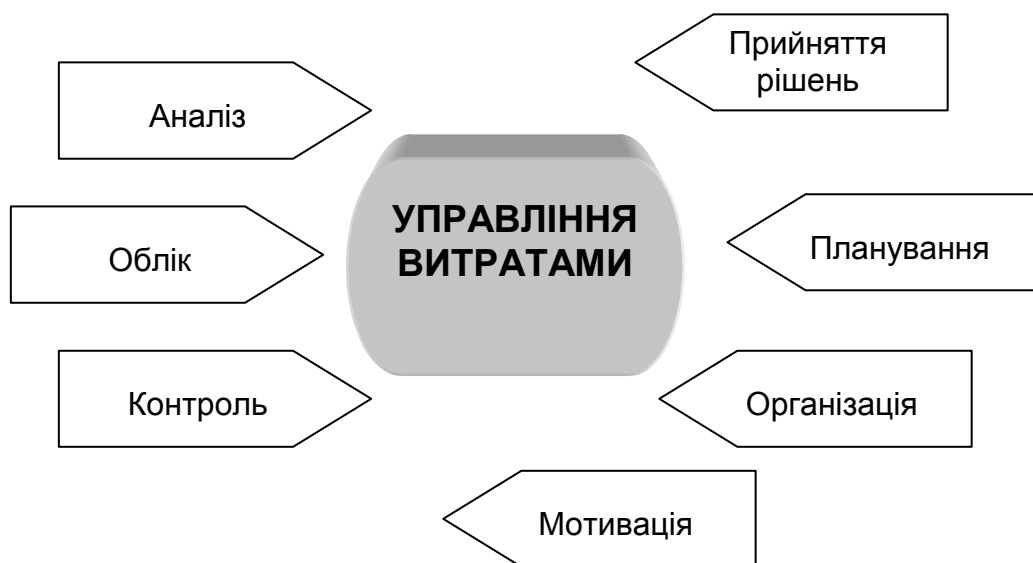 Прийняття
рішень
Аналіз
УПРАВЛІННЯ
ВИТРАТАМИ
Облік
Планування
Контроль
Організація
Мотивація